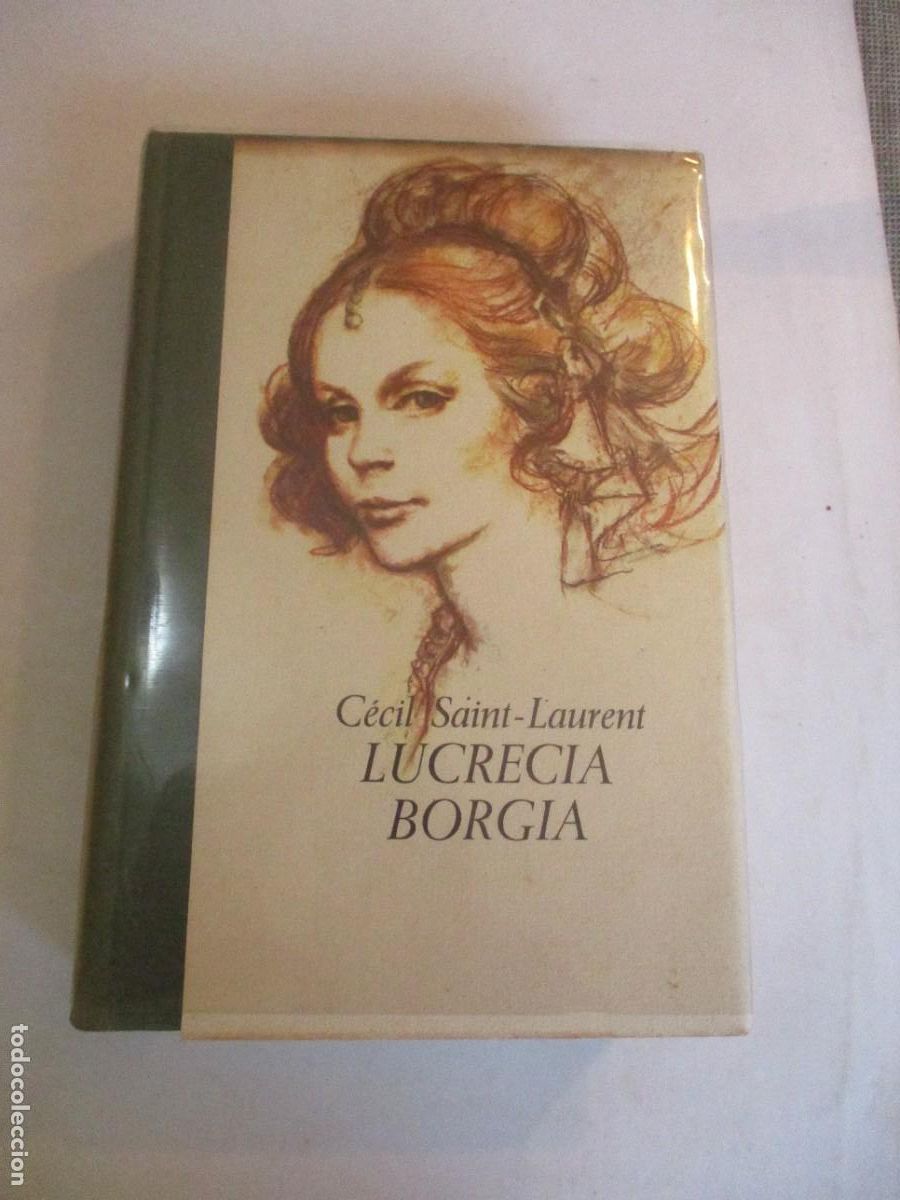 Cécil Saint-Laurent
LUCRECIA
BORGIA
todocoleccion